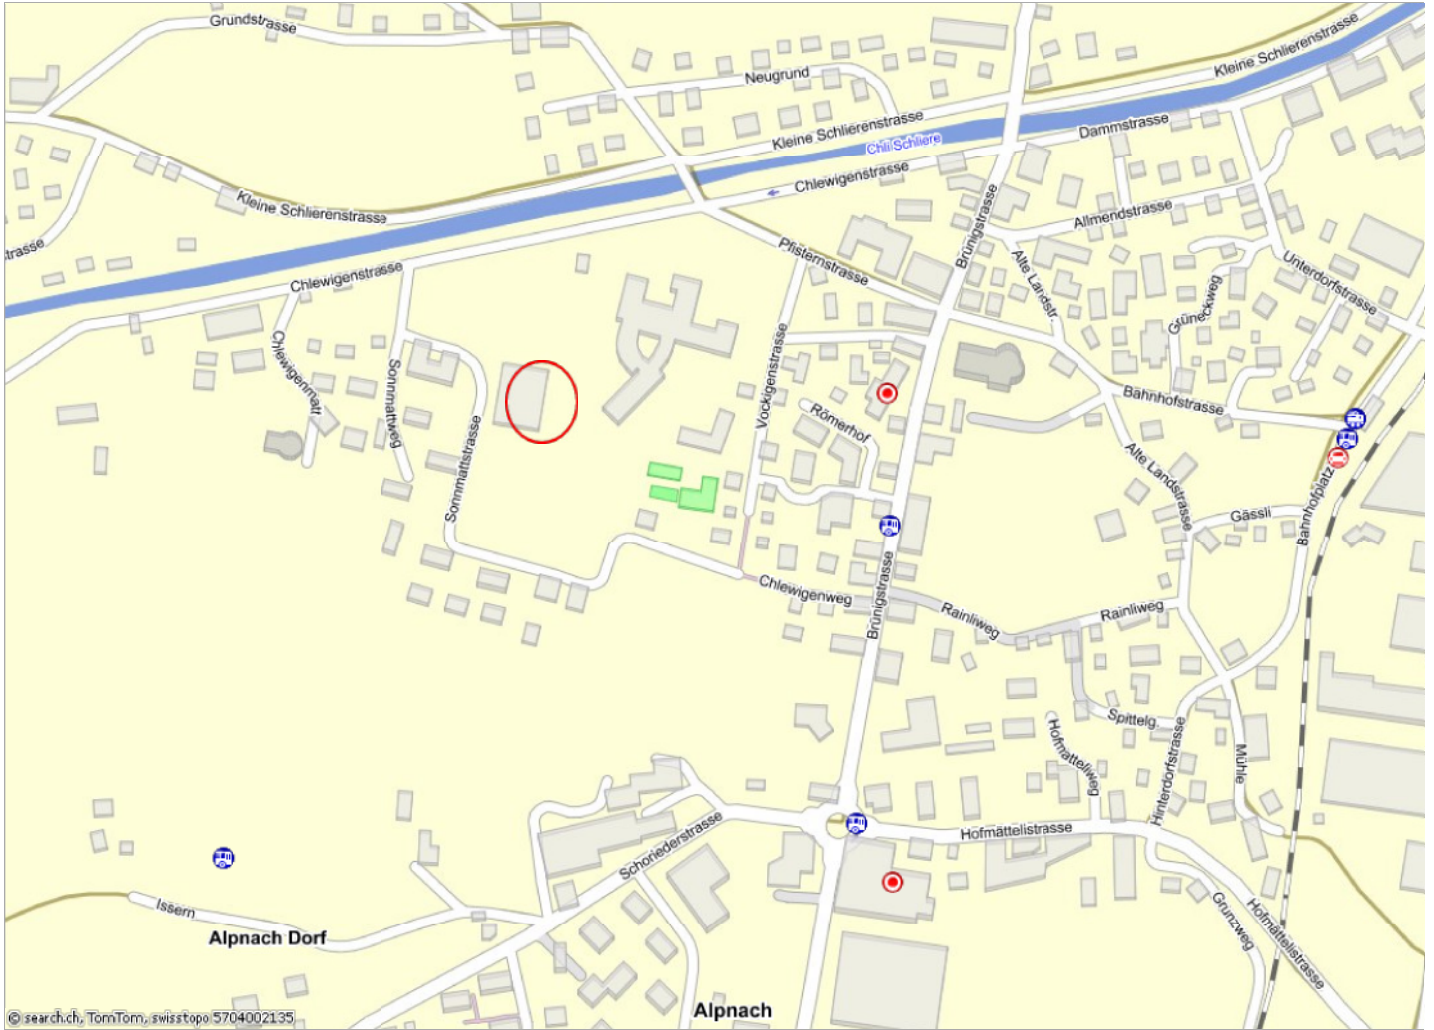 Grundstrasse
Neugrund
Kleine Schlierenstrasse
Kleine Schlierenstrasse
Dammstrasse
Chli Schliere
Chlewigenstrasse
Kleine Schlierenstrasse
Allmendstrasse
Brünigstrasse
trasse
Pfisternstrasse
Alte Landstr.
Unterdorfstrasse
Chlewigenstrasse
Grüneckweg
Chlewigenmatt
Sonnmattweg
Vockigenstrasse
Römerhof
Bahnhofstrasse
Sonnmattstrasse
Alte Landstrasse
Gässli
Bahnhofplatz
Chlewigenweg
Brünigstrasse
Rainliweg
Rainliweg
Spittelg.
Hofmätteliweg
Hinterdorfstrasse
Mühle
Schoriederstrasse
Hofmättelistrasse
Issern
Grunzweg
Hofmättelistrasse
Alpnach Dorf
Alpnach
© search.ch, TomTom, swisstopo 5704002135